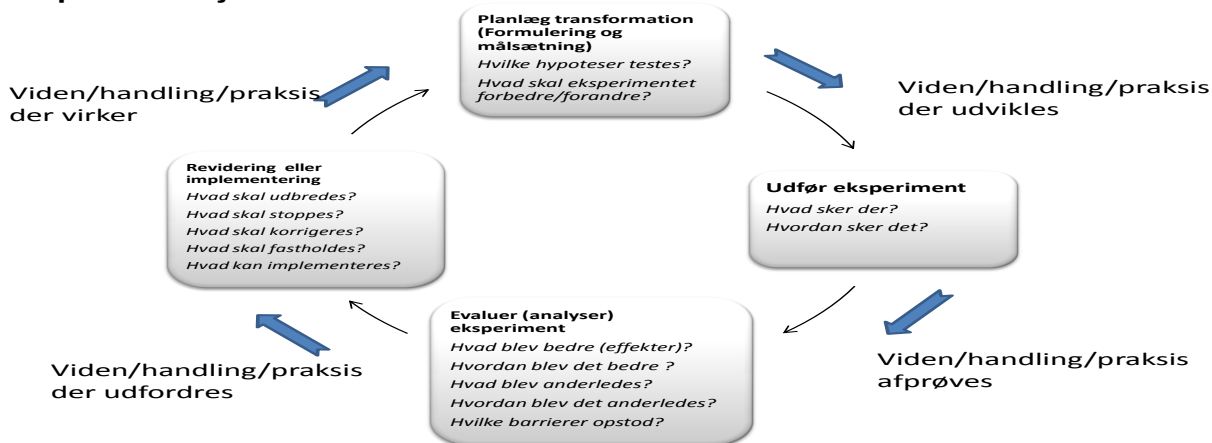 Planlæg transformation
(Formulering og
målsætning)
Hvilke hypoteser testes?
Hvad skal eksperimentet
forbedre/forandre?
Viden/handling/praksis
der udvikles
Udfør eksperiment
Hvad sker der?
Hvordan sker det?
Viden/handling/praksis
afprøves
Evaluer (analyser)
eksperiment
Hvad blev bedre (effekter)?
Hvordan blev det bedre ?
Hvad blev anderledes?
Hvordan blev det anderledes?
Hvilke barrierer opstod?
Viden/handling/praksis
der udfordres
Revidering eller
implementering
Hvad skal udbredes?
Hvad skal stoppes?
Hvad skal korrigeres?
Hvad skal fastholdes?
Hvad kan implementeres?
Viden/handling/praksis
der virker